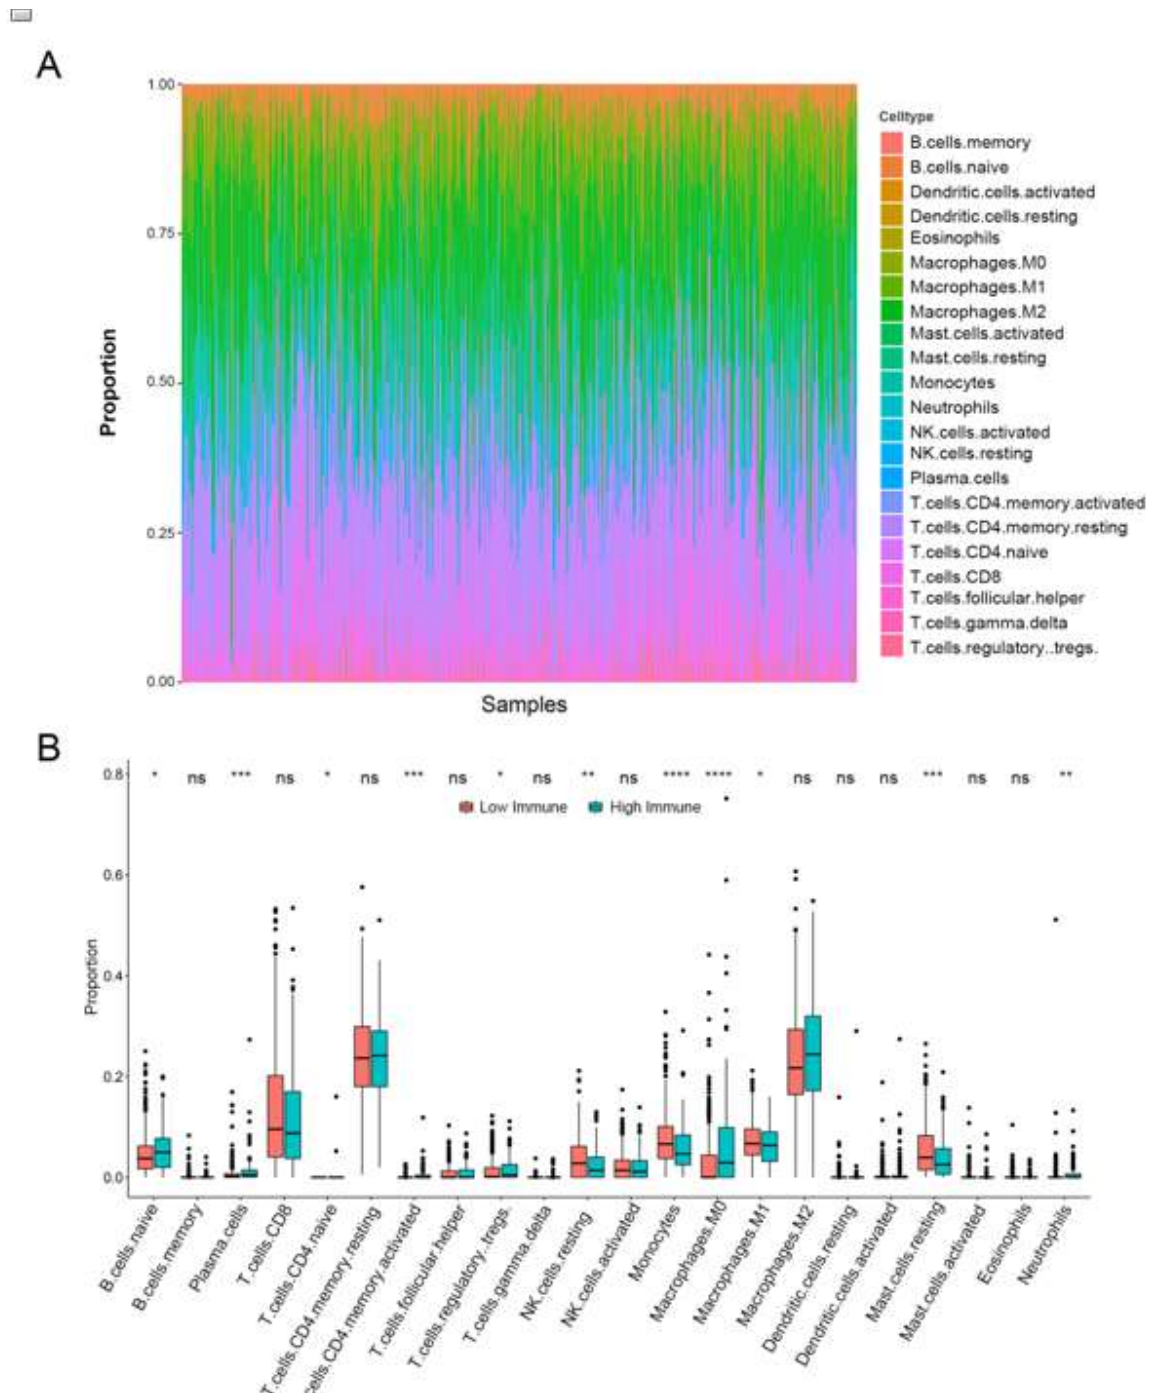 A
1.00
0.75
0.50
0.25
0.00
Proportion
Samples
Celltype
B.cells.memory
B.cells.naive
Dendritic.cells.activated
Dendritic.cells.resting
Eosinophils
Macrophages.M0
Macrophages.M1
Macrophages.M2
Mast.cells.activated
Mast.cells.resting
Monocytes
Neutrophils
NK.cells.activated
NK.cells.resting
Plasma.cells
T.cells.CD4.memory.activated
T.cells.CD4.memory.resting
T.cells.CD4.naive
T.cells.CD8
T.cells.follicular.helper
T.cells.gamma.delta
T.cells.regulatory..tregs.
B
* ns *** ns * ns *** ns * ns ** ns **** **** * ns ns ns *** ns ns **
Low Immune High Immune
0.8
0.6
0.4
0.2
0.0
Proportion
B.cells.naive
B.cells.memory
Plasma.cells
T.cells.CD8
T.cells.CD4.naive
T.cells.CD4.memory.resting
cells.CD4.memory.activated
T.cells.follicular.helper
T.cells.regulatory..tregs.
T.cells.gamma.delta
NK.cells.resting
NK.cells.activated
Monocytes
Macrophages.M0
Macrophages.M1
Macrophages.M2
Dendritic.cells.resting
Dendritic.cells.activated
Mast.cells.resting
Mast.cells.activated
Eosinophils
Neutrophils